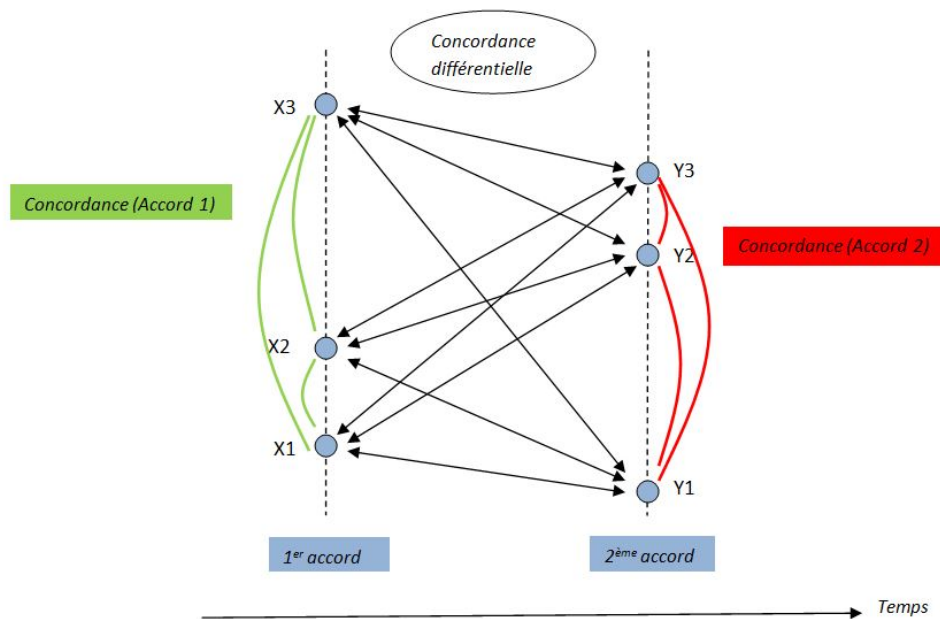 Concordance
différentielle
X3
Y3
Concordance (Accord 1)
Y2
Concordance (Accord 2)
X2
X1
Y1
1er accord
2ème accord
Temps